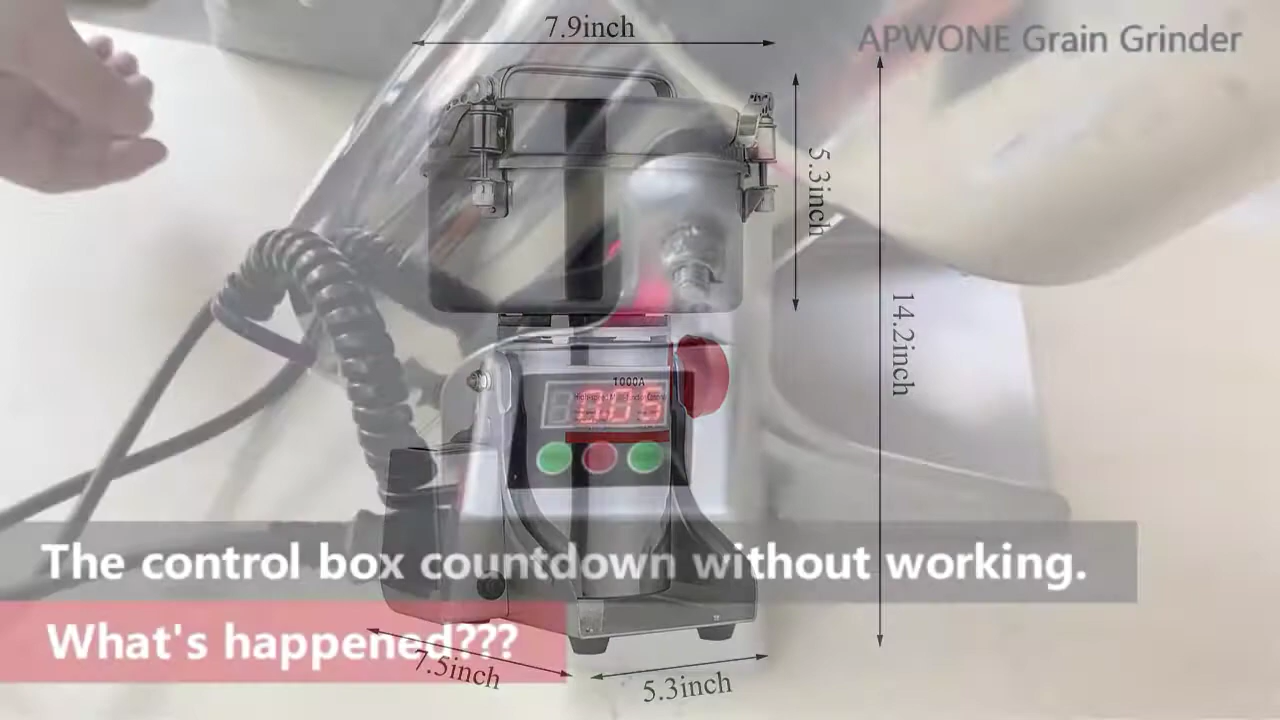 7.9inch
APWONE Grain Grinder
5.3inch
14.2inch
1000A
The control box countdown without working.
What's happened???
7.5inch
5.3inch